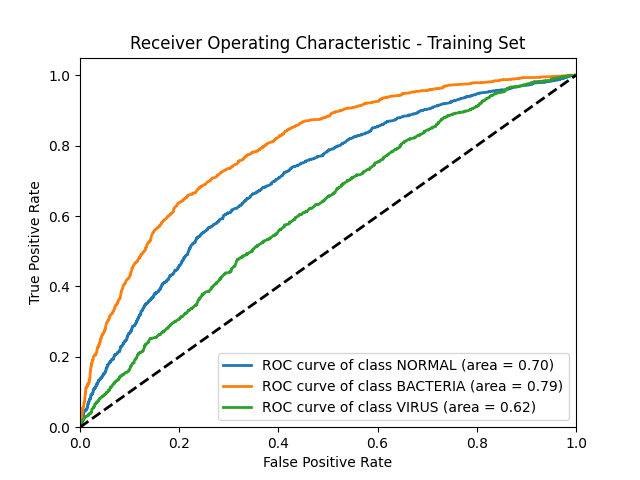 Receiver Operating Characteristic - Training Set
True Positive Rate
1.0
0.8
0.6
0.4
0.2
0.0
ROC curve of class NORMAL (area = 0.70)
ROC curve of class BACTERIA (area = 0.79)
ROC curve of class VIRUS (area = 0.62)
0.0 0.2 0.4 0.6 0.8 1.0
False Positive Rate